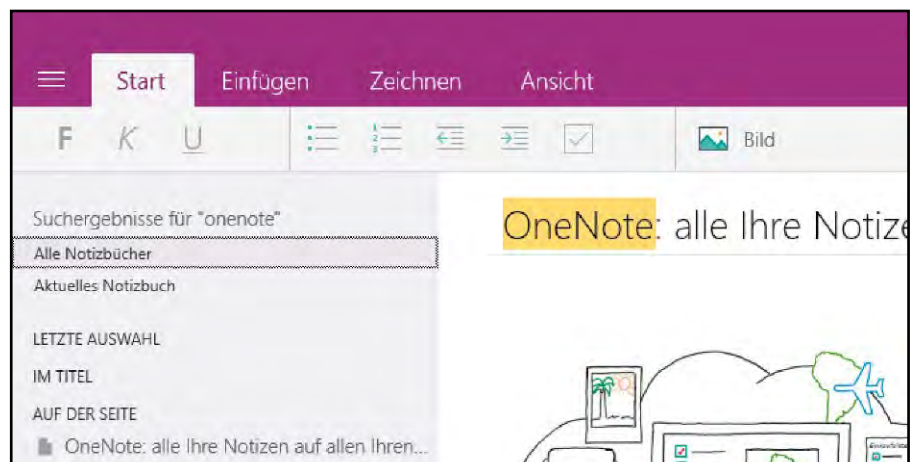 Start Einfügen Zeichnen Ansicht
F K U Bild
Suchergebnisse für "onenote"
Alle Notizbücher
Aktuelles Notizbuch
LETZTE AUSWAHL
IM TITEL
AUF DER SEITE
OneNote: alle Ihre Notizen auf allen Ihren...
OneNote: alle Ihre Notize